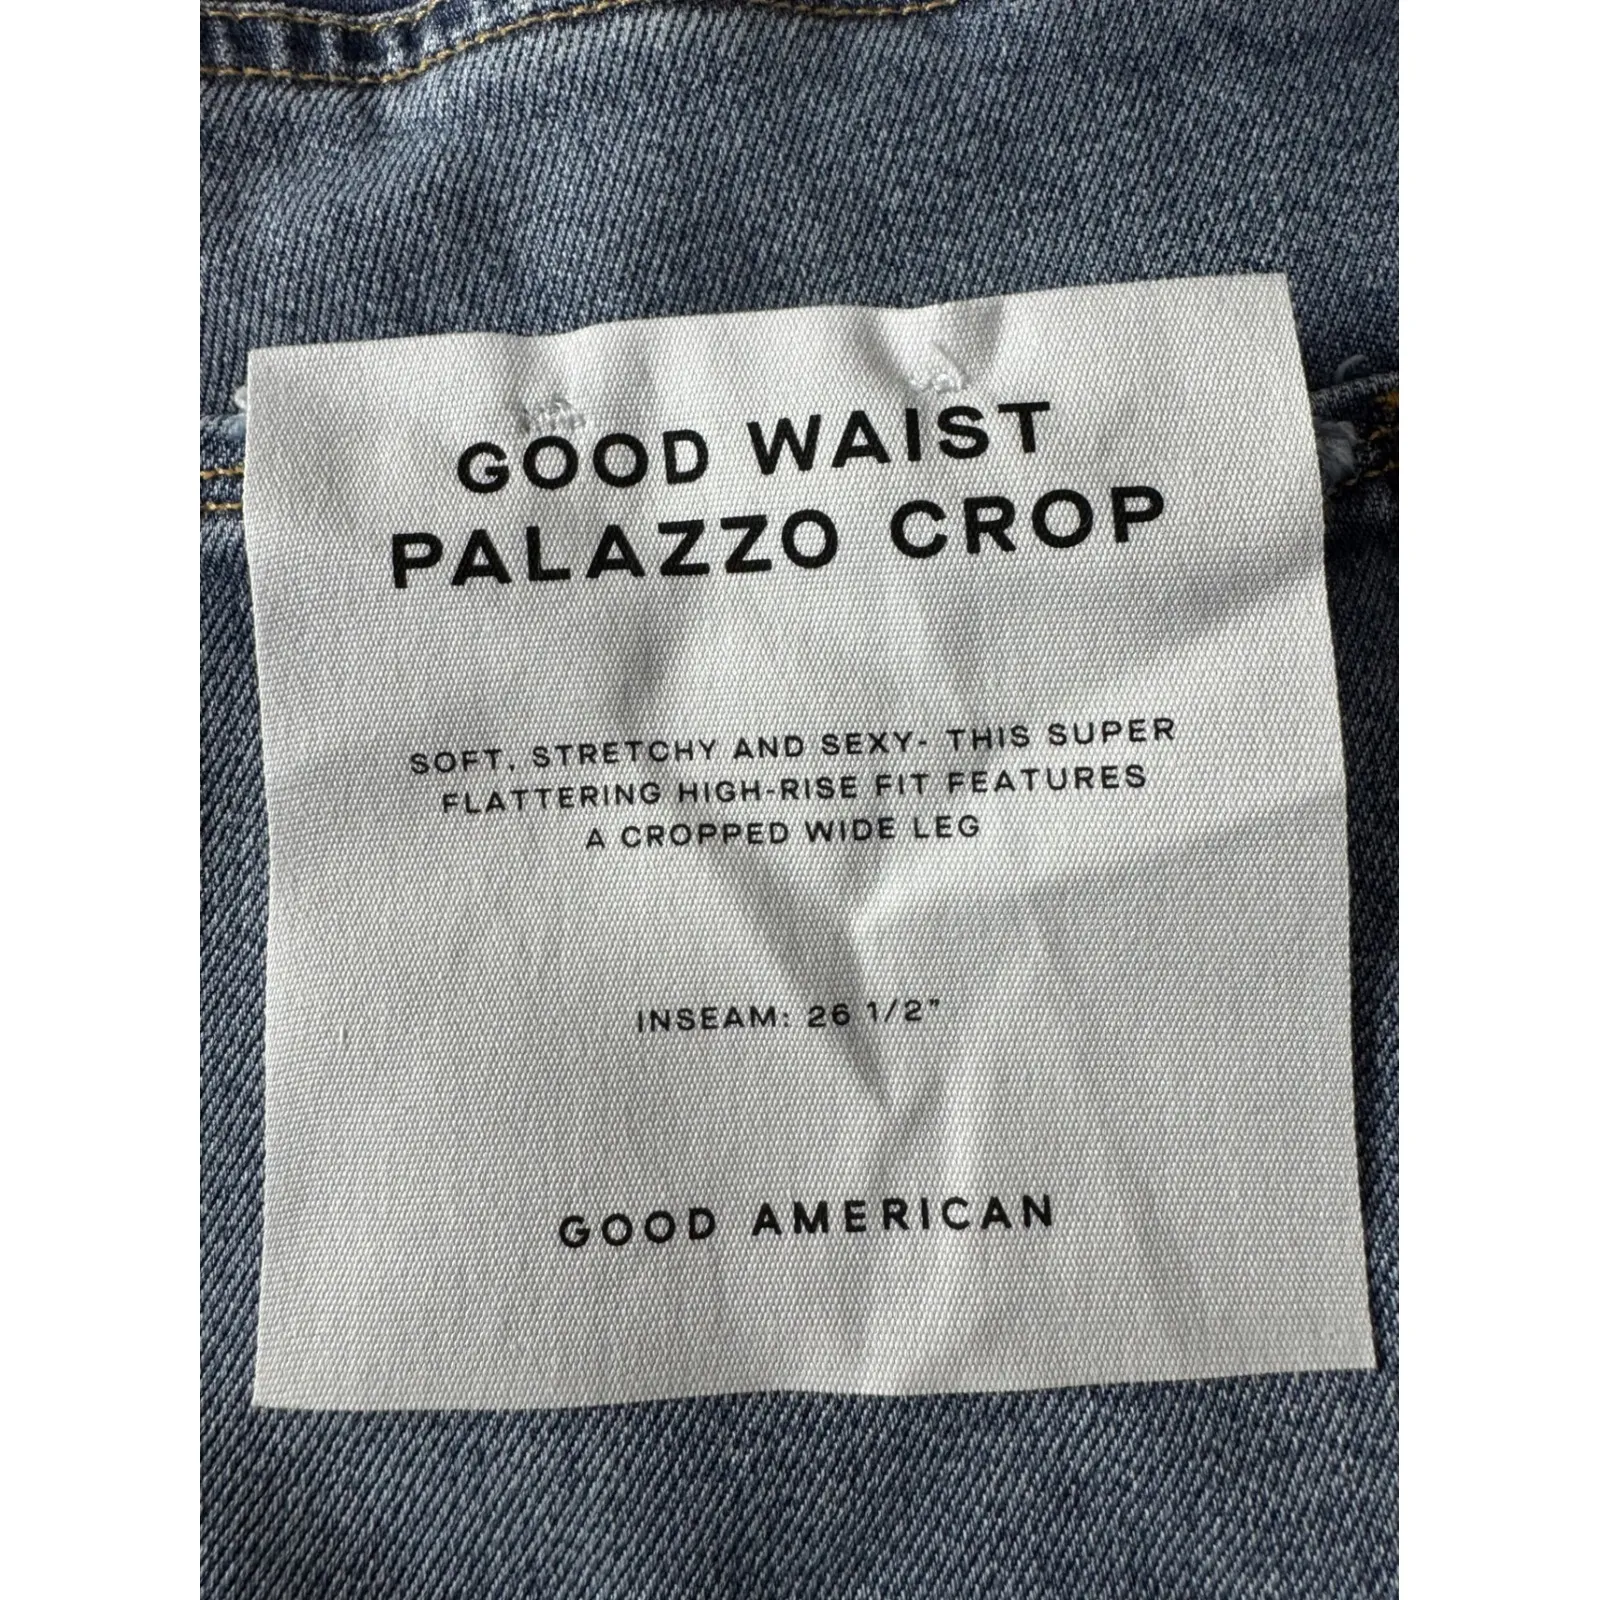 GOOD WAIST
PALAZZO CROP
SOFT, STRETCHY AND SEXY- THIS SUPER
FLATTERING HIGH-RISE FIT FEATURES
A CROPPED WIDE LEG
INSEAM: 26 1/2”
GOOD AMERICAN